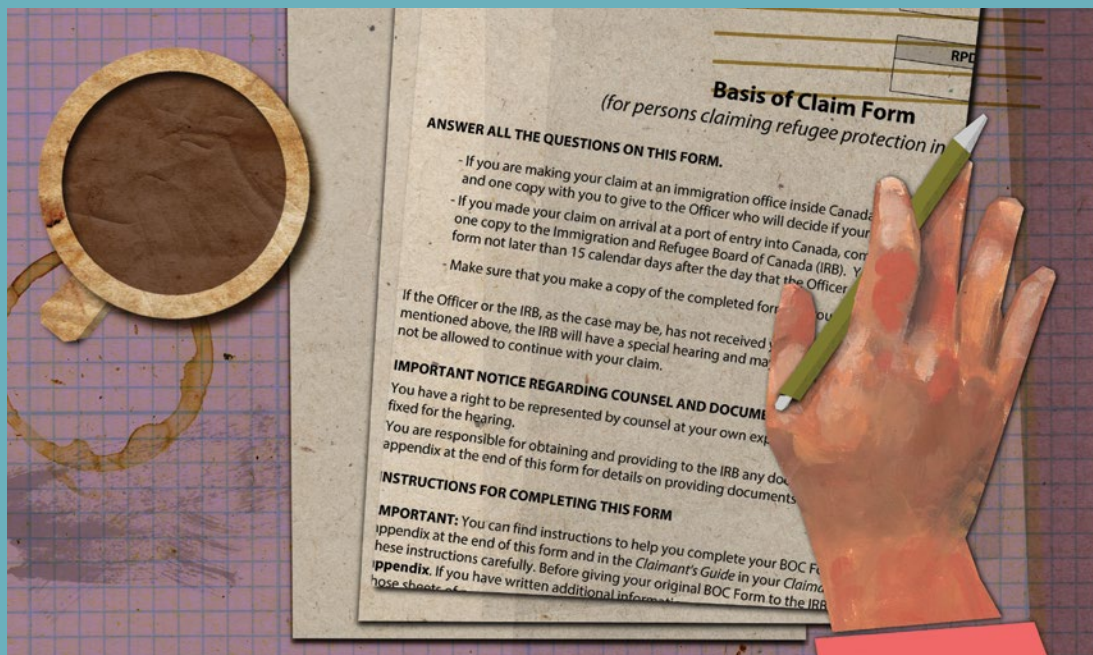 RPD
Basis of Claim Form
(for persons claiming refugee protection in
ANSWER ALL THE QUESTIONS ON THIS FORM.
- If you are making your claim at an immigration office inside Canada
and one copy with you to give to the Officer who will decide if your
- If you made your claim on arrival at a port of entry into Canada, com
one copy to the Immigration and Refugee Board of Canada (IRB). Y
form not later than 15 calendar days after the day that the Officer
- Make sure that you make a copy of the completed for
If the Officer or the IRB, as the case may be, has not received
mentioned above, the IRB will have a special hearing and ma
not be allowed to continue with your claim.
IMPORTANT NOTICE REGARDING COUNSEL AND DOCUME
You have a right to be represented by counsel at your own exp
fixed for the hearing.
You are responsible for obtaining and providing to the IRB any do
appendix at the end of this form for details on providing documents
NSTRUCTIONS FOR COMPLETING THIS FORM
MPORTANT: You can find instructions to help you complete your BOC F
ppendix at the end of this form and in the Claimant's Guide in your Claima
hese instructions carefully. Before giving your original BOC Form to the IRB
ppendix. If you have written additional inform
hose sheets of